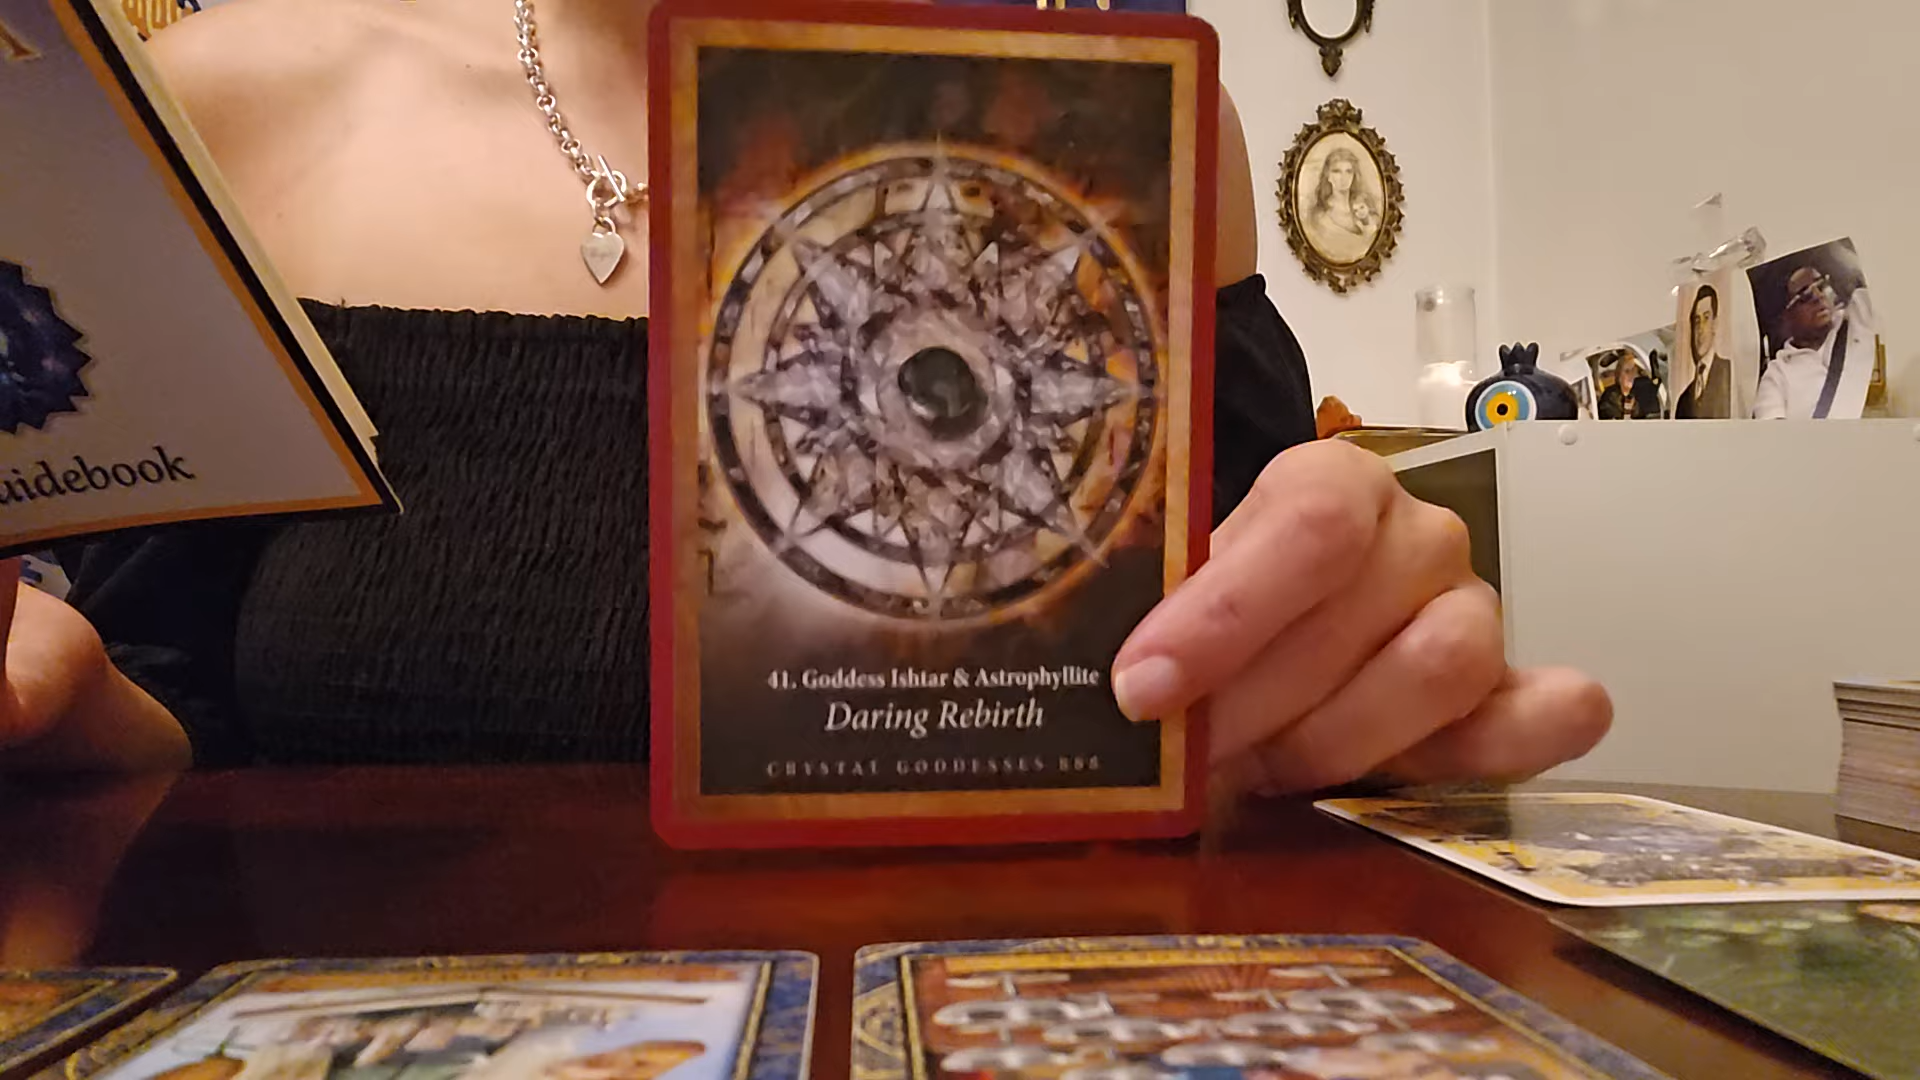 uidebook
41. Goddess Ishtar & Astrophyllite
Daring Rebirth
CRYSTAL GODDESSES 888